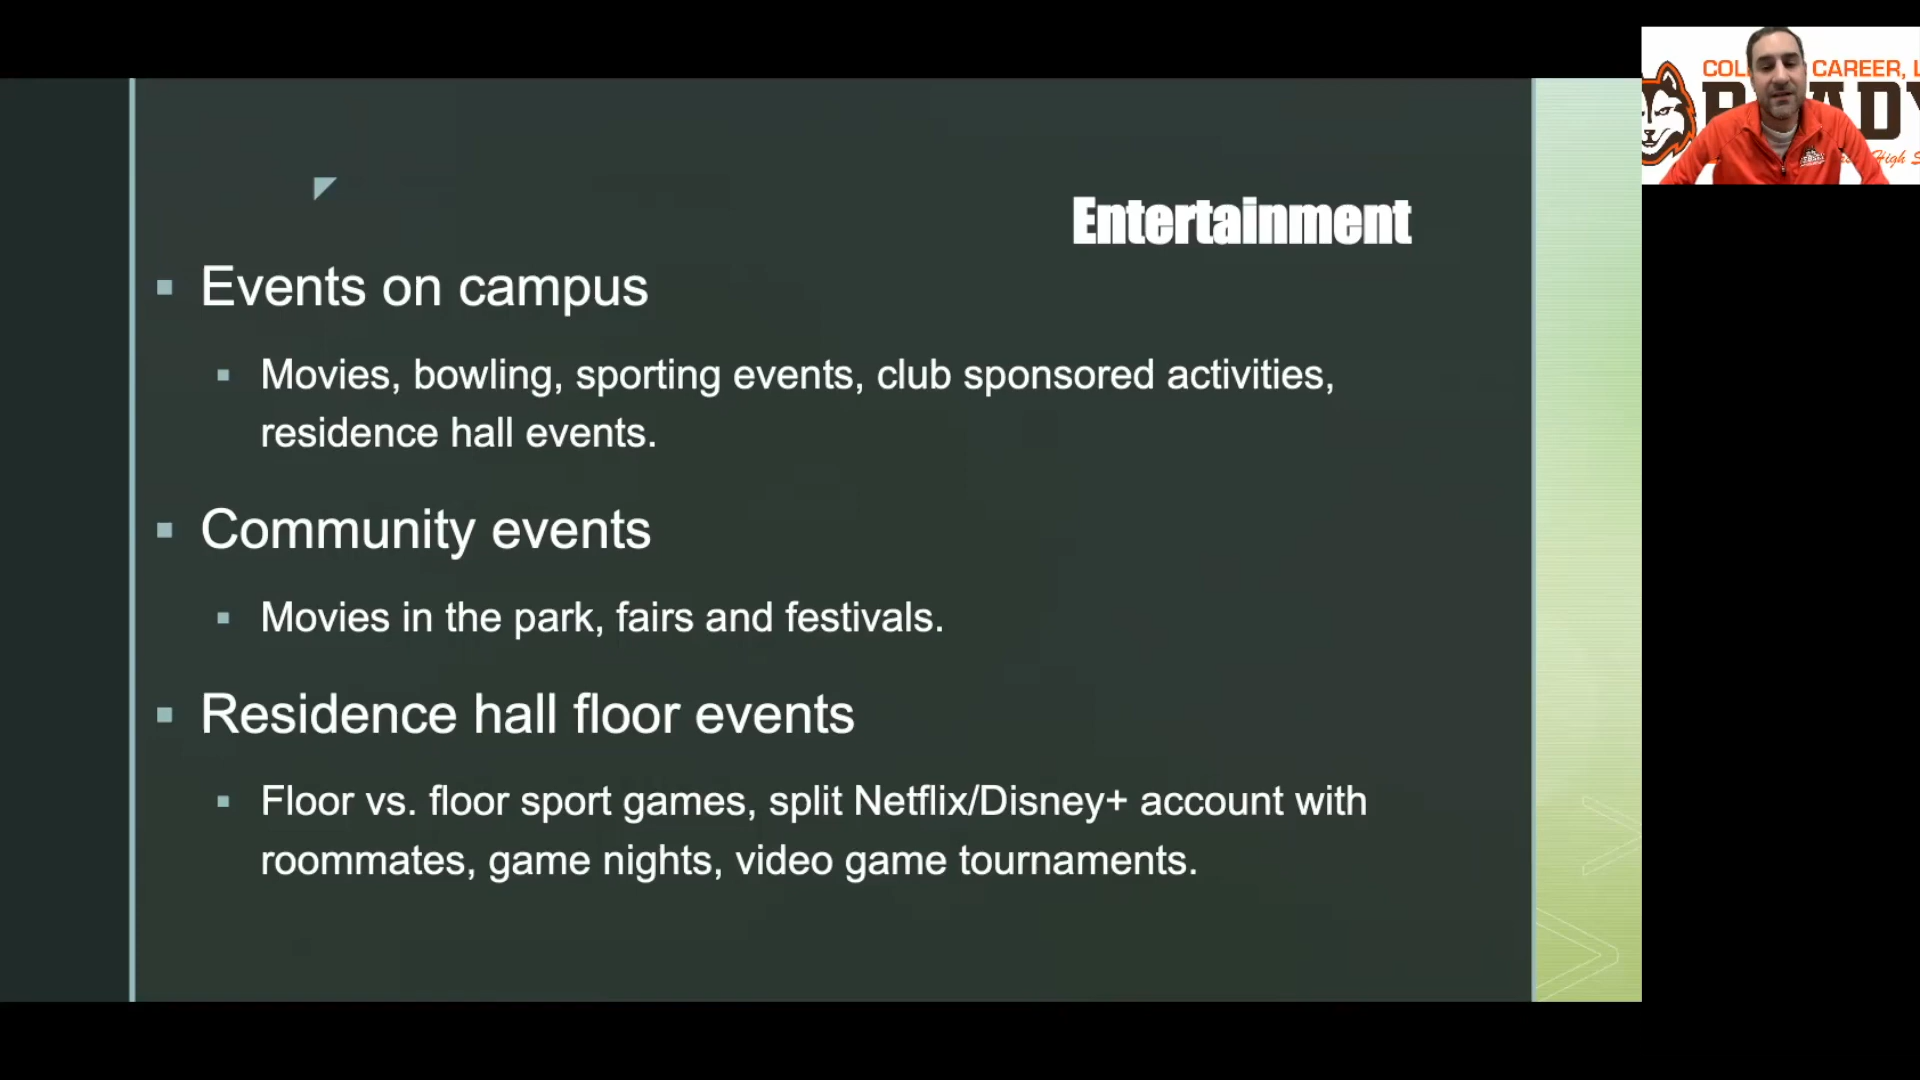 Entertainment
Events on campus
Movies, bowling, sporting events, club sponsored activities,
residence hall events.
Community events
Movies in the park, fairs and festivals.
Residence hall floor events
Floor vs. floor sport games, split Netflix/Disney+ account with
roommates, game nights, video game tournaments.
CAREER,
High